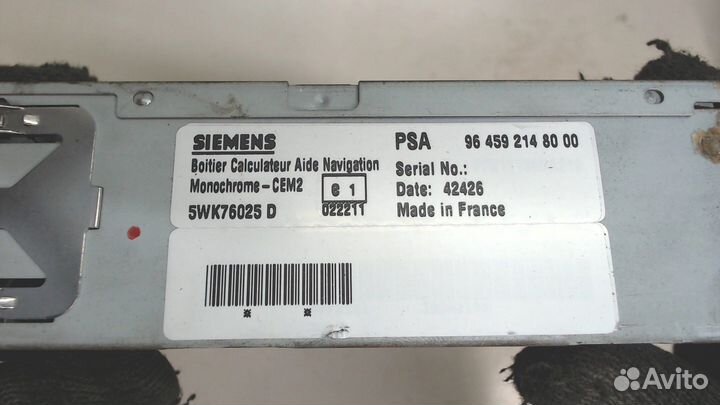 SIEMENS
Boitier Calculateur Aide Navigation
Monochrome-CEM2
e 1
5WK76025 D
022211
PSA 96 459 214 80 00
Serial No.:
Date: 42426
Made in France
Avito